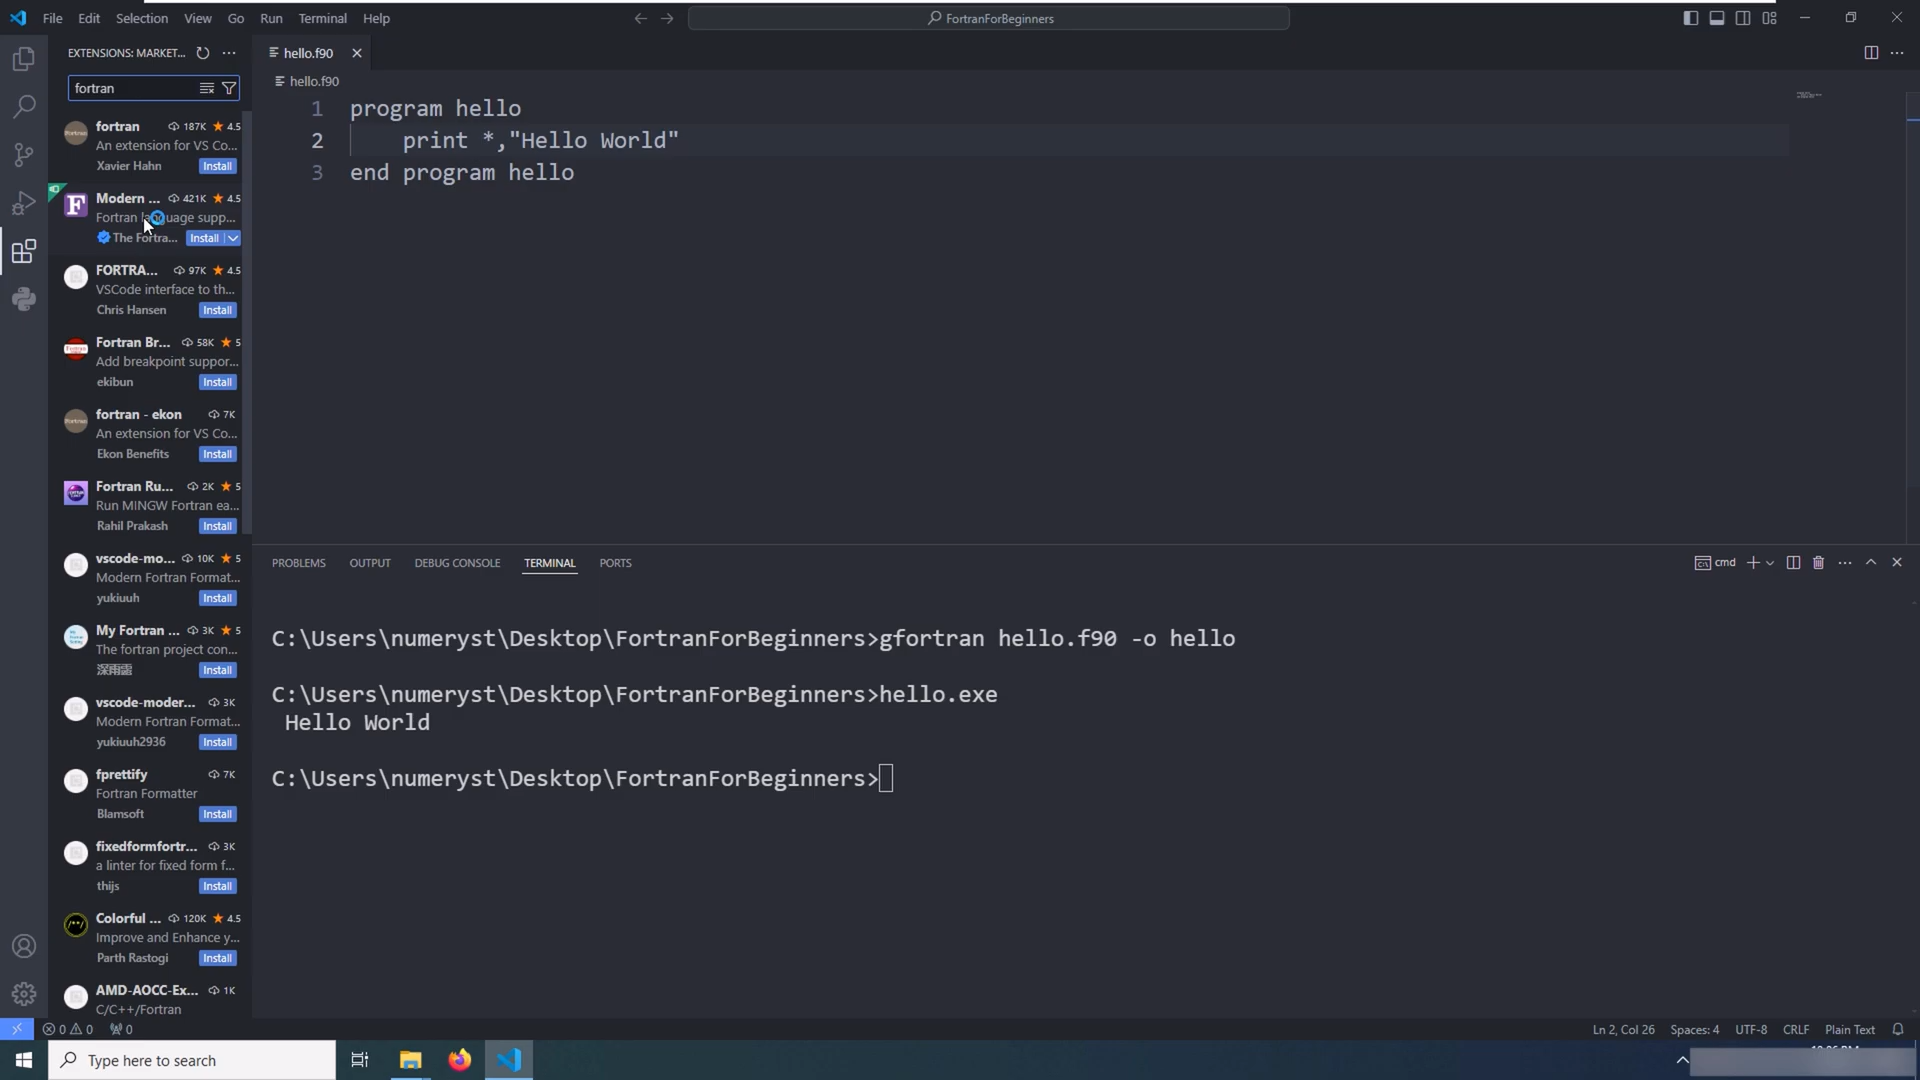 File Edit Selection View Go Run Terminal Help
FortranForBeginners
EXTENSIONS: MARKET...
fortran
fortran 187K 4.5
An extension for VS Co...
Xavier Hahn Install
Modern ... 421K 4.5
Fortran language supp...
The Fortra... Install
FORTRA... 97K 4.5
VSCode interface to th...
Chris Hansen Install
Fortran Br... 58K 5
Add breakpoint suppor...
ekibun Install
fortran - ekon 7K
An extension for VS Co...
Ekon Benefits Install
Fortran Ru... 2K 5
Run MINGW Fortran ea...
Rahil Prakash Install
vscode-mo... 10K 5
Modern Fortran Format...
yukiuuh Install
My Fortran ... 3K 5
The fortran project con...
Install
vscode-moder... 3K
Modern Fortran Format...
yukiuuh2936 Install
fprettify 7K
Fortran Formatter
Blamsoft Install
fixedformfortr... 3K
a linter for fixed form f...
thijs Install
Colorful ... 120K 4.5
Improve and Enhance y...
Parth Rastogi Install
AMD-AOCC-Ex... 1K
C/C++/Fortran
hello.f90
hello.f90
1 program hello
2 print *,"Hello World"
3 end program hello
PROBLEMS OUTPUT DEBUG CONSOLE TERMINAL PORTS
cmd
C:\Users\numeryst\Desktop\FortranForBeginners>gfortran hello.f90 -o hello
C:\Users\numeryst\Desktop\FortranForBeginners>hello.exe
Hello World
C:\Users\numeryst\Desktop\FortranForBeginners>
0 0 0
Ln 2, Col 26 Spaces: 4 UTF-8 CRLF Plain Text
Type here to search